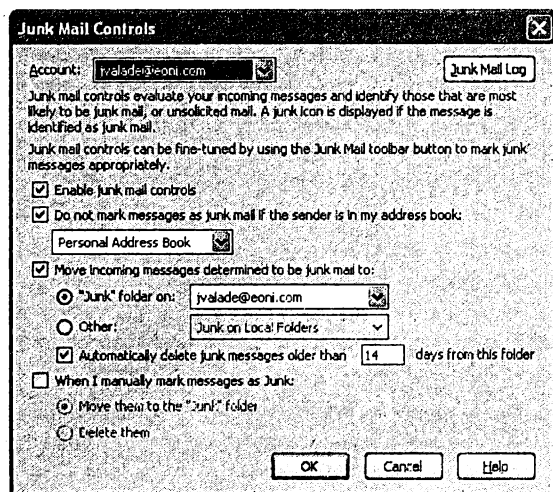 Junk Mail Controls
Account: jvalade@eoni.com Junk Mail Log
Junk mail controls evaluate your incoming messages and identify those that are most
likely to be junk mail, or unsolicited mail. A junk icon is displayed if the message is
identified as junk mail.
Junk mail controls can be fine-tuned by using the Junk Mail toolbar button to mark junk
messages appropriately.
Enable junk mail controls
Do not mark messages as junk mail if the sender is in my address book:
Personal Address Book
Move incoming messages determined to be junk mail to:
"Junk" folder on: jvalade@eoni.com
Other: Junk on Local Folders
Automatically delete junk messages older than 14 days from this folder
When I manually mark messages as Junk:
Move them to the "Junk" folder
Delete them
OK Cancel Help